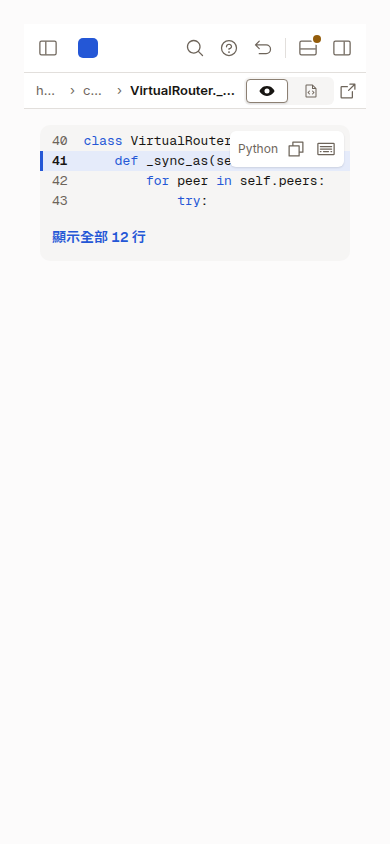 h... › c... › VirtualRouter._...
Python
40 class VirtualRouter
41 def _sync_as(se
42 for peer in self.peers:
43 try:
顯示全部 12 行